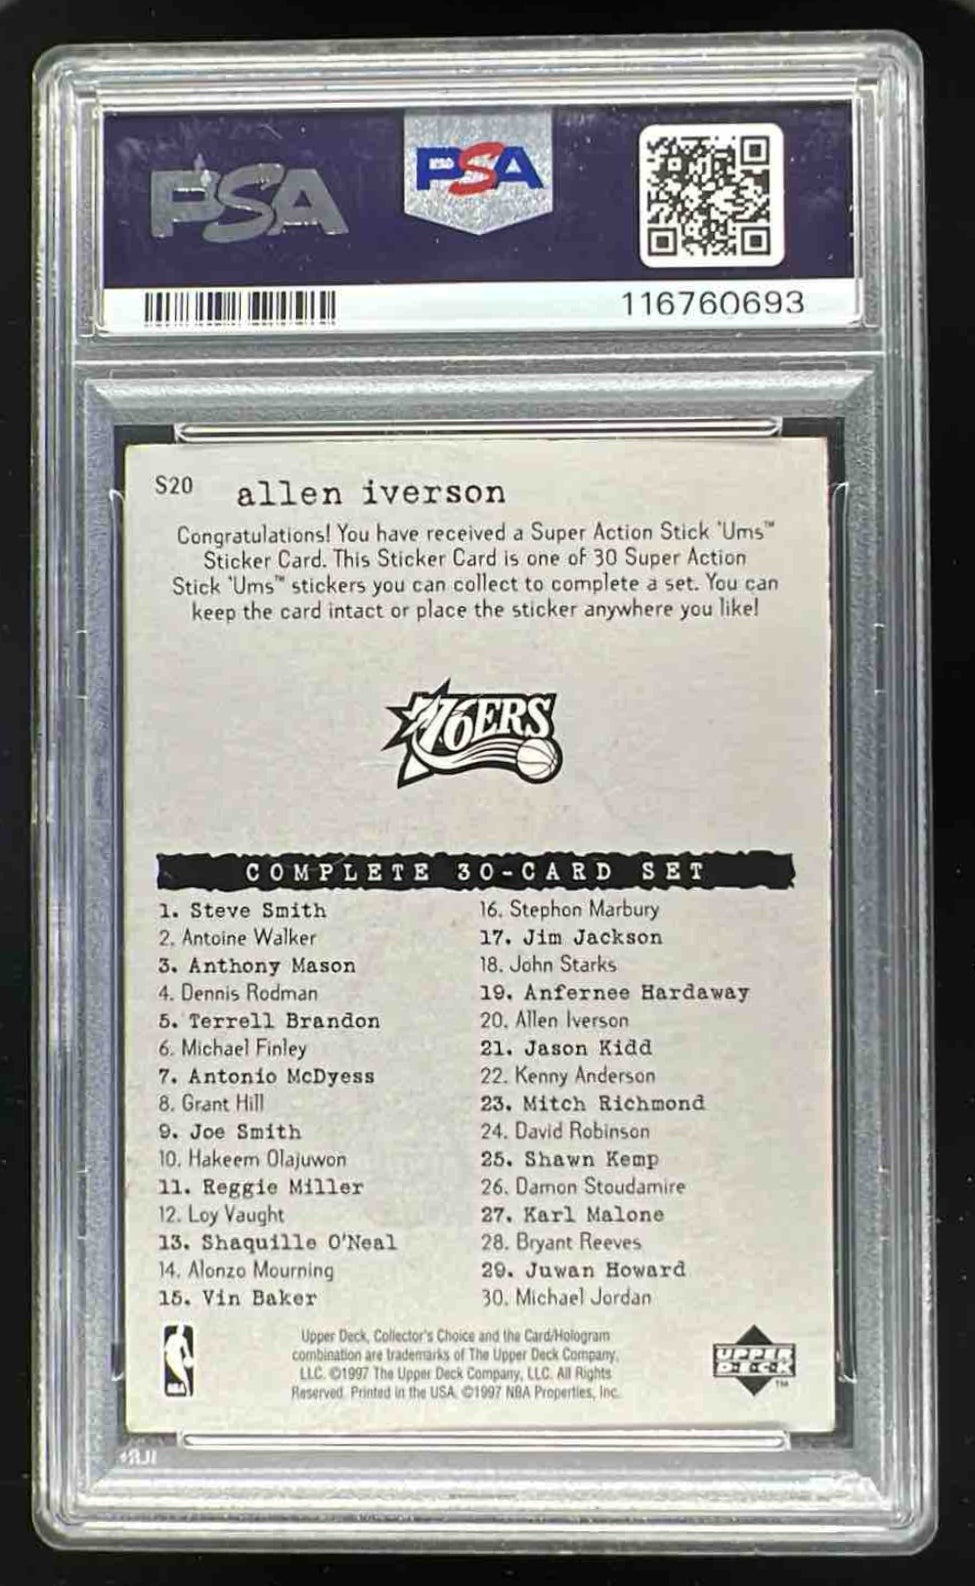 PSA
PSA
116760693
S20 allen iverson
Congratulations! You have received a Super Action Stick 'Ums™
Sticker Card. This Sticker Card is one of 30 Super Action
Stick 'Ums™ stickers you can collect to complete a set. You can
keep the card intact or place the sticker anywhere you like!
76ERS
COMPLETE 30-CARD SET
1. Steve Smith
2. Antoine Walker
3. Anthony Mason
4. Dennis Rodman
5. Terrell Brandon
6. Michael Finley
7. Antonio McDyess
8. Grant Hill
9. Joe Smith
10. Hakeem Olajuwon
11. Reggie Miller
12. Loy Vaught
13. Shaquille O'Neal
14. Alonzo Mourning
15. Vin Baker
16. Stephon Marbury
17. Jim Jackson
18. John Starks
19. Anfernee Hardaway
20. Allen Iverson
21. Jason Kidd
22. Kenny Anderson
23. Mitch Richmond
24. David Robinson
25. Shawn Kemp
26. Damon Stoudamire
27. Karl Malone
28. Bryant Reeves
29. Juwan Howard
30. Michael Jordan
NBA
Upper Deck, Collector's Choice and the Card/Hologram
combination are trademarks of The Upper Deck Company,
LLC. ©1997 The Upper Deck Company, LLC. All Rights
Reserved. Printed in the USA. ©1997 NBA Properties, Inc.
UPPER
DECK
™